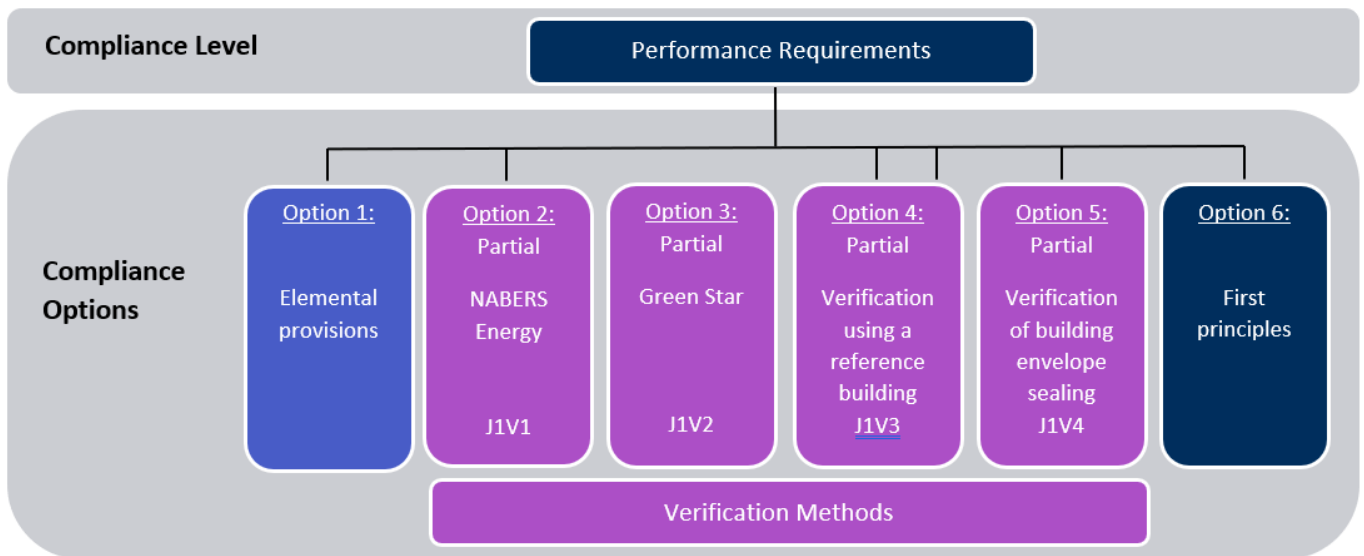 Compliance Level
Performance Requirements
Compliance
Options
Option 1:
Elemental
provisions
Option 2:
Partial
NABERS
Energy
J1V1
Option 3:
Partial
Green Star
J1V2
Option 4:
Partial
Verification
using a
reference
building
J1V3
Option 5:
Partial
Verification
of building
envelope
sealing
J1V4
Option 6:
First
principles
Verification Methods